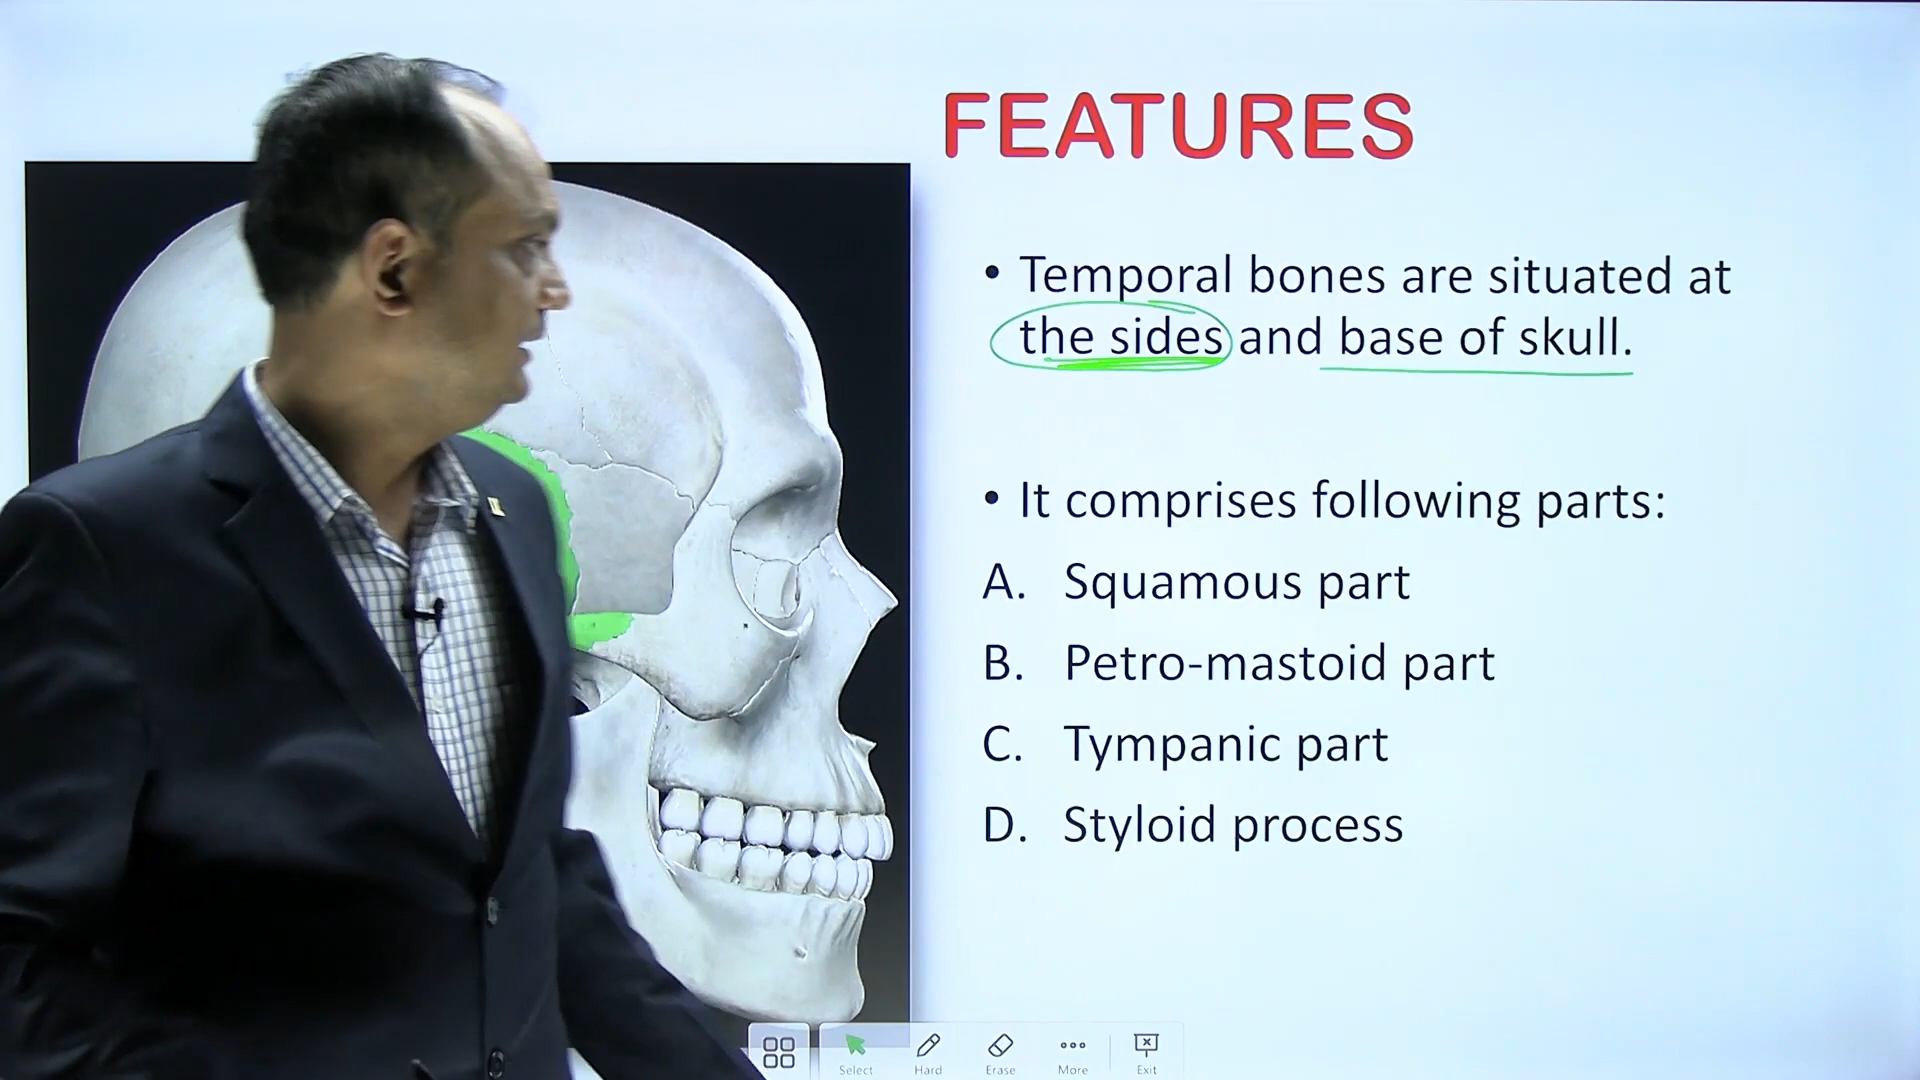 FEATURES
• Temporal bones are situated at
the sides and base of skull.
• It comprises following parts:
A. Squamous part
B. Petro-mastoid part
C. Tympanic part
D. Styloid process
Select Hard Erase More Exit